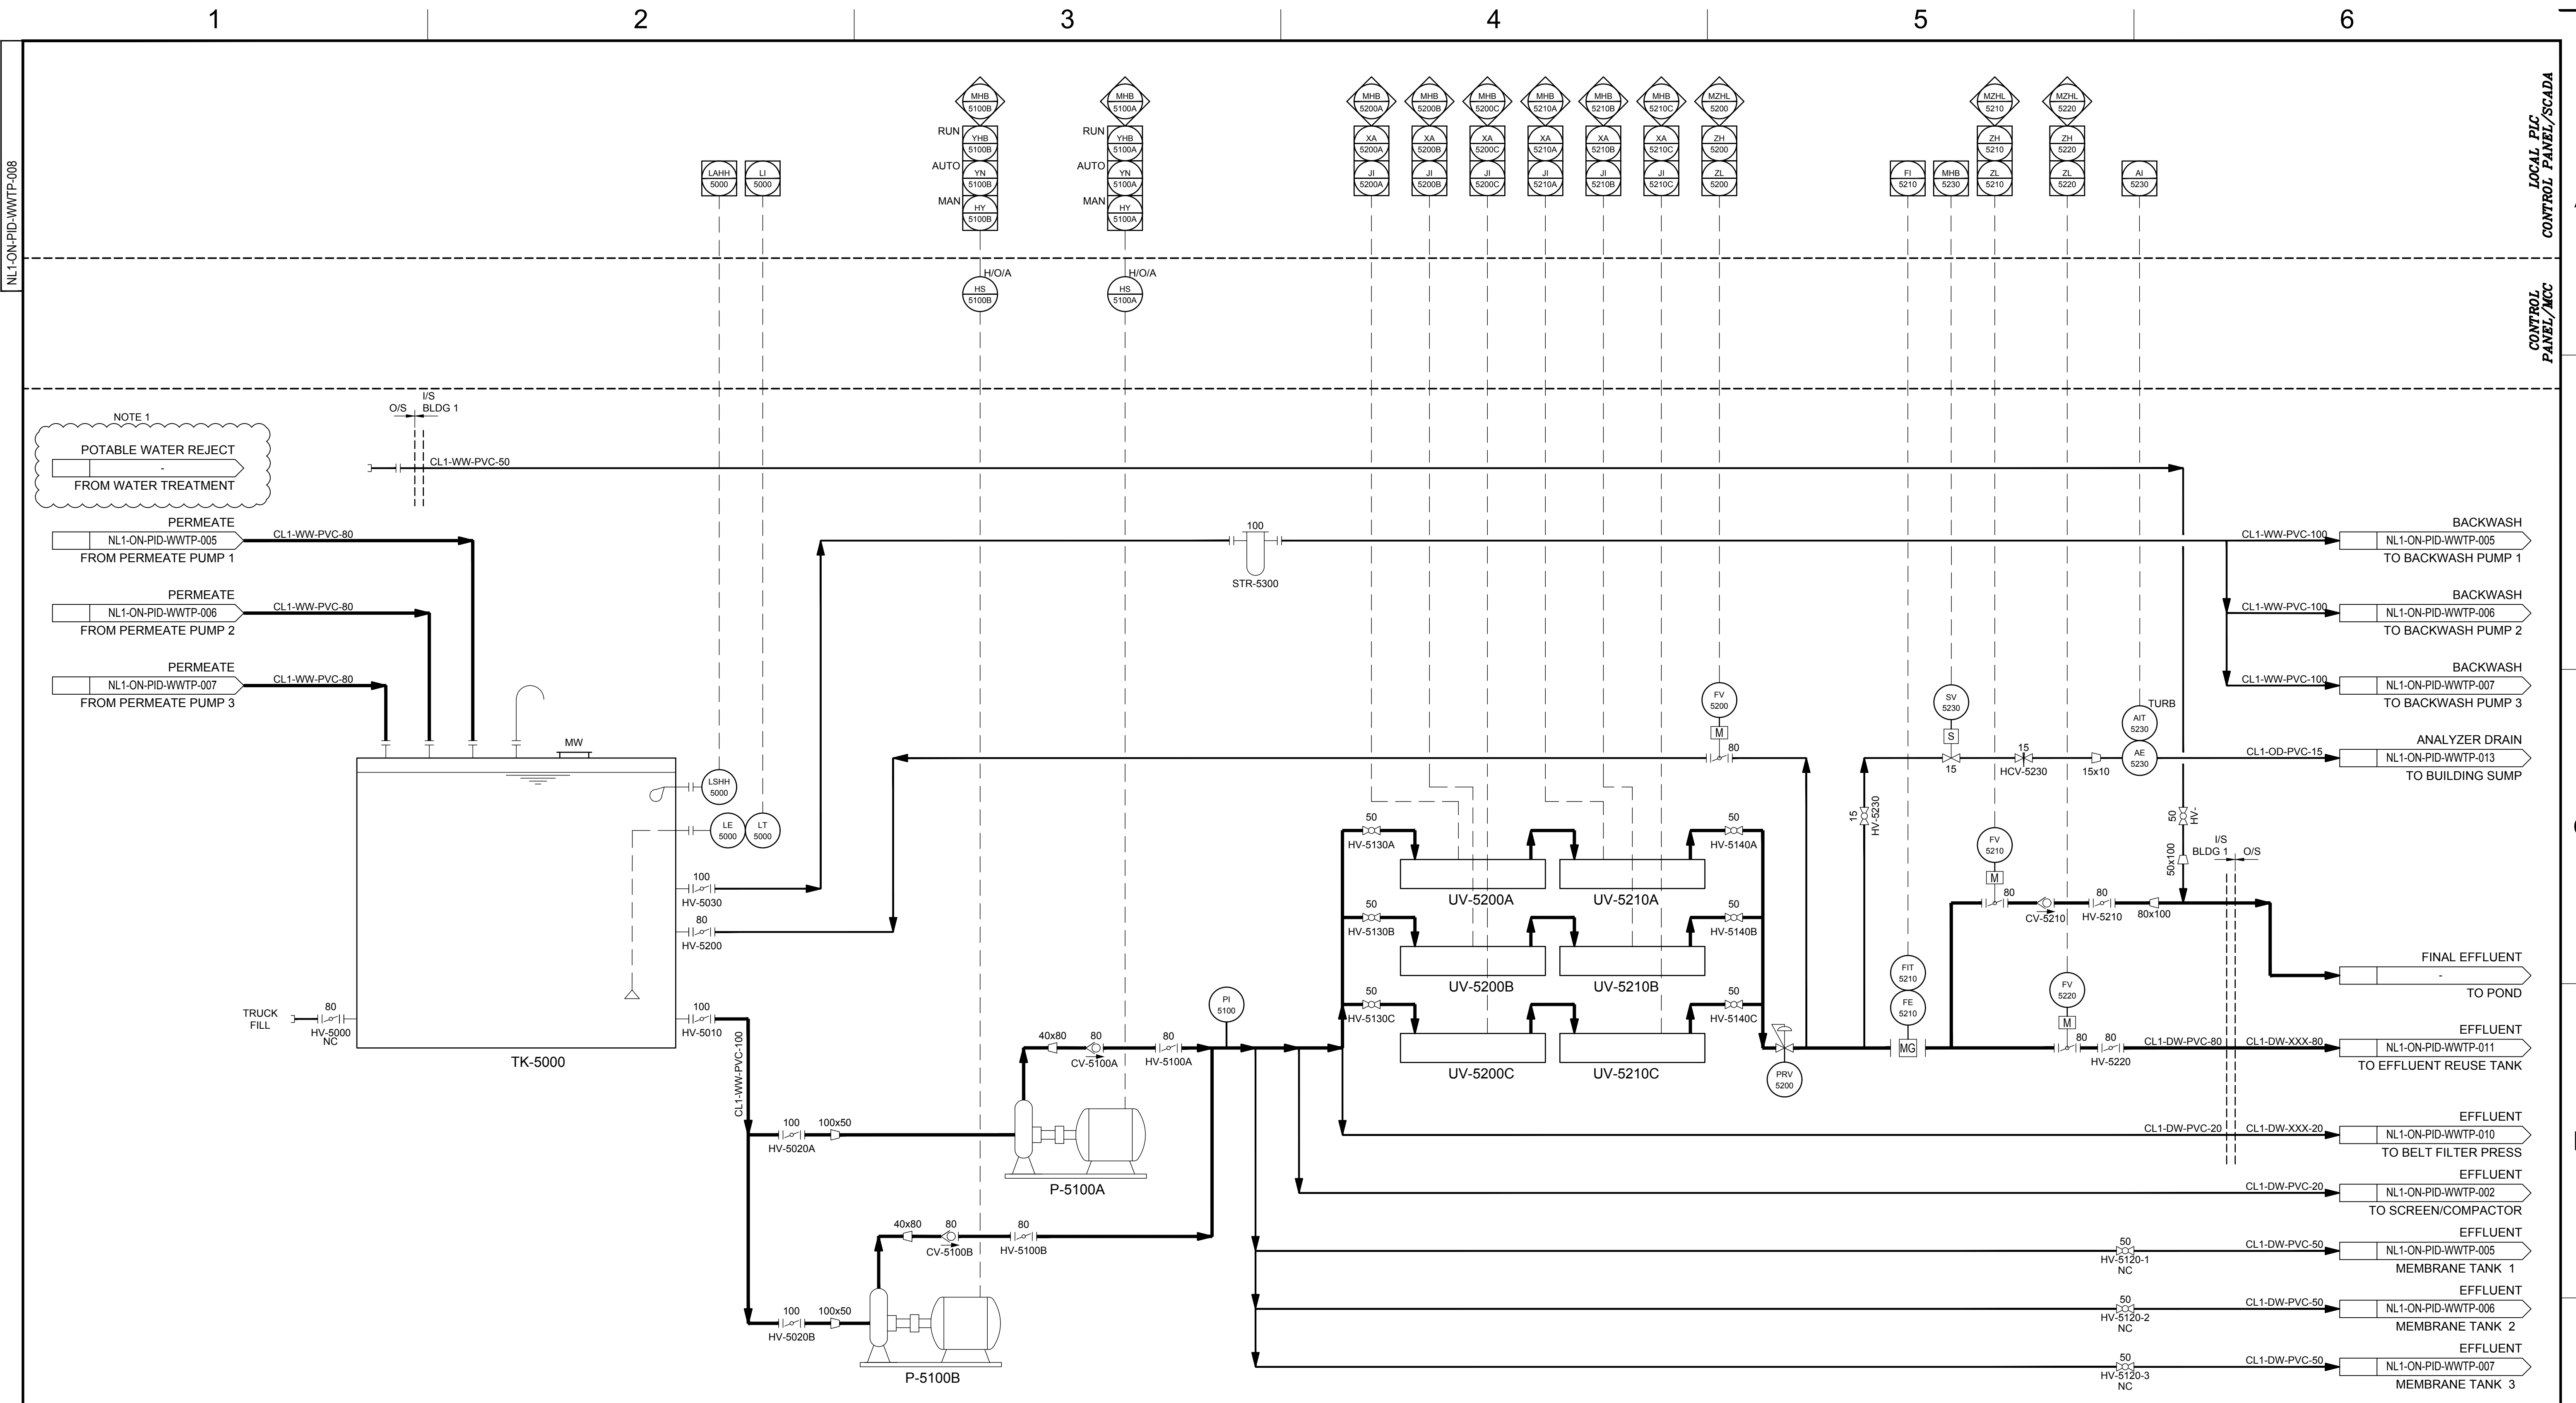 1
2
3
4
5
6
NL1-ON-PID-WWTP-008
LOCAL PLC
CONTROL PANEL/SCADA
CONTROL
PANEL/MCC
MHB
5100B
RUN
YHB
5100B
AUTO
YN
5100B
MAN
HY
5100B
H/O/A
HS
5100B
MHB
5100A
RUN
YHB
5100A
AUTO
YN
5100A
MAN
HY
5100A
H/O/A
HS
5100A
LAHH
5000
LI
5000
MHB
5200A
XA
5200A
JI
5200A
MHB
5200B
XA
5200B
JI
5200B
MHB
5200C
XA
5200C
JI
5200C
MHB
5210A
XA
5210A
JI
5210A
MHB
5210B
XA
5210B
JI
5210B
MHB
5210C
XA
5210C
JI
5210C
MZHL
5200
ZH
5200
ZL
5200
FI
5210
MHB
5230
MZHL
5210
ZH
5210
ZL
5210
MZHL
5220
ZH
5220
ZL
5220
AI
5230
NOTE 1
POTABLE WATER REJECT
-
FROM WATER TREATMENT
O/S
I/S
BLDG 1
CL1-WW-PVC-50
PERMEATE
NL1-ON-PID-WWTP-005
FROM PERMEATE PUMP 1
CL1-WW-PVC-80
PERMEATE
NL1-ON-PID-WWTP-006
FROM PERMEATE PUMP 2
CL1-WW-PVC-80
PERMEATE
NL1-ON-PID-WWTP-007
FROM PERMEATE PUMP 3
CL1-WW-PVC-80
MW
TK-5000
TRUCK
FILL
80
HV-5000
NC
LSHH
5000
LE
5000
LT
5000
100
HV-5030
80
HV-5200
100
HV-5010
CL1-WW-PVC-100
100
HV-5020A
100x50
100
HV-5020B
100x50
P-5100A
P-5100B
40x80
80
CV-5100A
80
HV-5100A
40x80
80
CV-5100B
80
HV-5100B
PI
5100
100
STR-5300
50
HV-5130A
50
HV-5130B
50
HV-5130C
UV-5200A
UV-5210A
UV-5200B
UV-5210B
UV-5200C
UV-5210C
50
HV-5140A
50
HV-5140B
50
HV-5140C
FV
5200
M
80
PRV
5200
15
HV-5230
SV
5230
S
15
15
HCV-5230
15x10
AIT
5230
TURB
AE
5230
FIT
5210
FE
5210
MG
FV
5210
M
80
CV-5210
80
HV-5210
80x100
FV
5220
M
80
80
HV-5220
50
HV-
50x100
I/S
BLDG 1
O/S
CL1-WW-PVC-100
BACKWASH
NL1-ON-PID-WWTP-005
TO BACKWASH PUMP 1
CL1-WW-PVC-100
BACKWASH
NL1-ON-PID-WWTP-006
TO BACKWASH PUMP 2
CL1-WW-PVC-100
BACKWASH
NL1-ON-PID-WWTP-007
TO BACKWASH PUMP 3
CL1-OD-PVC-15
ANALYZER DRAIN
NL1-ON-PID-WWTP-013
TO BUILDING SUMP
FINAL EFFLUENT
-
TO POND
CL1-DW-PVC-80
CL1-DW-XXX-80
EFFLUENT
NL1-ON-PID-WWTP-011
TO EFFLUENT REUSE TANK
CL1-DW-PVC-20
CL1-DW-XXX-20
EFFLUENT
NL1-ON-PID-WWTP-010
TO BELT FILTER PRESS
CL1-DW-PVC-20
EFFLUENT
NL1-ON-PID-WWTP-002
TO SCREEN/COMPACTOR
50
HV-5120-1
NC
CL1-DW-PVC-50
EFFLUENT
NL1-ON-PID-WWTP-005
MEMBRANE TANK 1
50
HV-5120-2
NC
CL1-DW-PVC-50
EFFLUENT
NL1-ON-PID-WWTP-006
MEMBRANE TANK 2
50
HV-5120-3
NC
CL1-DW-PVC-50
EFFLUENT
NL1-ON-PID-WWTP-007
MEMBRANE TANK 3